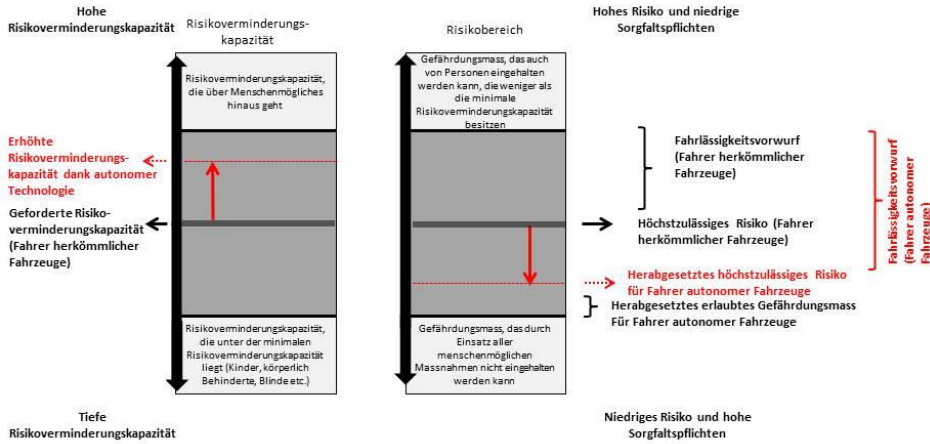 Hohe
Risikoverminderungskapazität
Risikoverminderungs-
kapazität
Risikoverminderungskapazität,
die über Menschenmögliches
hinaus geht
Erhöhte
Risikoverminderungs-
kapazität dank autonomer
Technologie
Geforderte Risiko-
verminderungskapazität
(Fahrer herkömmlicher
Fahrzeuge)
Risikoverminderungskapazität,
die unter der minimalen
Risikoverminderungskapazität
liegt (Kinder, körperlich
Behinderte, Blinde etc.)
Tiefe
Risikoverminderungskapazität
Hohes Risiko und niedrige
Sorgfaltspflichten
Risikobereich
Gefährdungsmass, das auch
von Personen eingehalten
werden kann, die weniger als
die minimale
Risikoverminderungskapazität
besitzen
Fahrlässigkeitsvorwurf
(Fahrer herkömmlicher
Fahrzeuge)
Höchstzulässiges Risiko (Fahrer
herkömmlicher Fahrzeuge)
Herabgesetztes höchstzulässiges Risiko
für Fahrer autonomer Fahrzeuge
Herabgesetztes erlaubtes Gefährdungsmass
Für Fahrer autonomer Fahrzeuge
Fahrlässigkeitsvorwurf
(Fahrer autonomer
Fahrzeuge)
Gefährdungsmass, das durch
Einsatz aller
menschenmöglichen
Massnahmen nicht eingehalten
werden kann
Niedriges Risiko und hohe
Sorgfaltspflichten